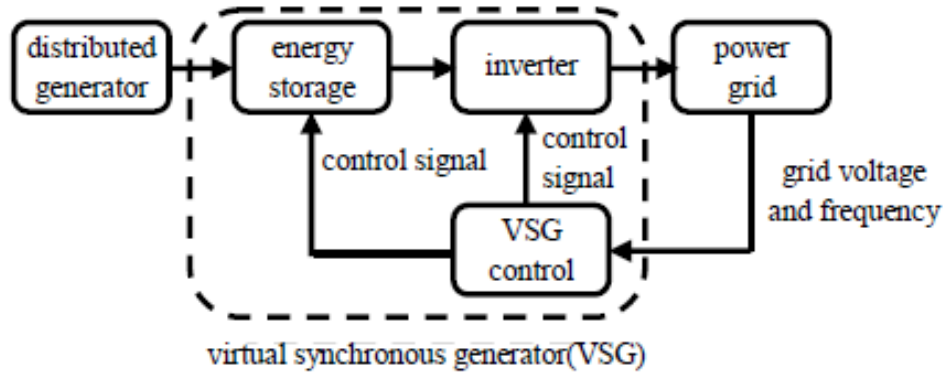 distributed
generator
energy
storage
inverter
power
grid
control signal
control
signal
grid voltage
and frequency
VSG
control
virtual synchronous generator(VSG)